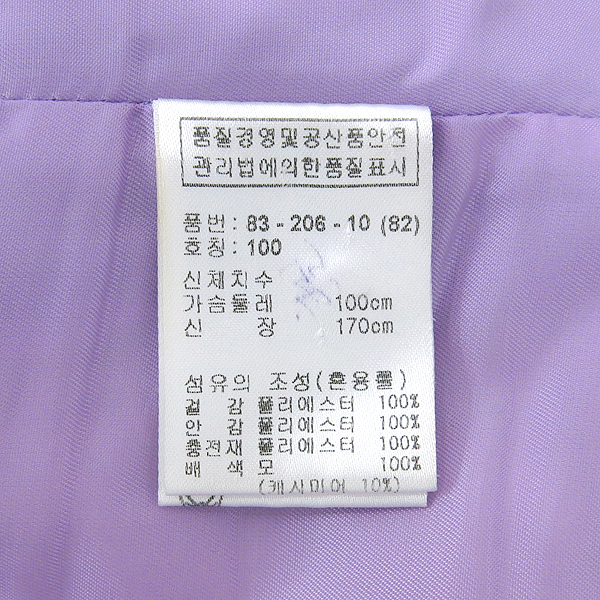 품질경영및공산품안전
관리법에의한품질표시
품번: 83 - 206 - 10 (82)
호칭: 100
신체치수
가슴둘레 100cm
신 장 170cm
섬유의 조성(혼용률)
겉 감 폴리에스터 100%
안 감 폴리에스터 100%
충전재 폴리에스터 100%
배 색 모 100%
(캐시미어 10%)